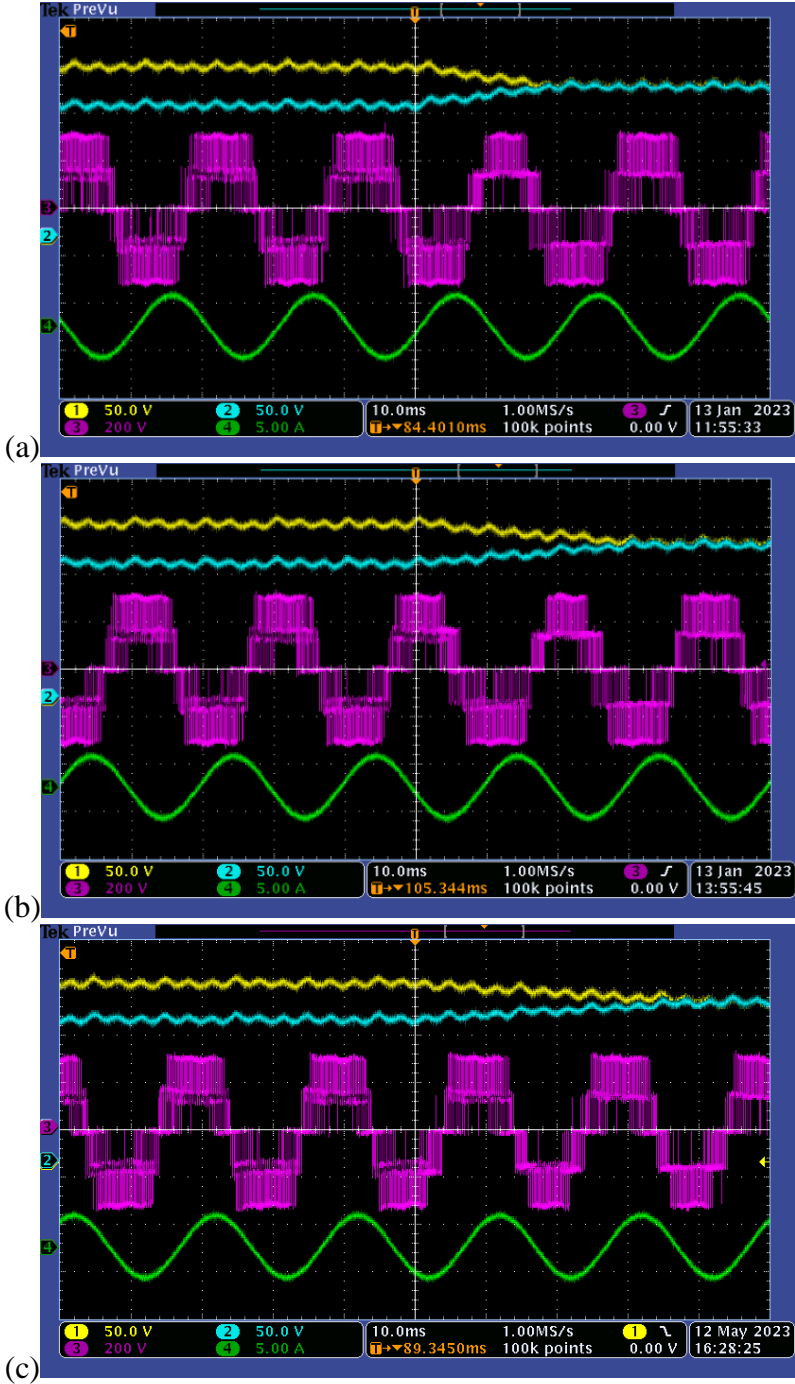 Tek PreVu
T
T
3
2
4
1 50.0 V 2 50.0 V 10.0ms 1.00MS/s 3 13 Jan 2023
3 200 V 4 5.00 A T→▼84.4010ms 100k points 0.00 V 11:55:33
(a)
Tek PreVu
T
T
3
2
4
1 50.0 V 2 50.0 V 10.0ms 1.00MS/s 3 13 Jan 2023
3 200 V 4 5.00 A T→▼105.344ms 100k points 0.00 V 13:55:45
(b)
Tek PreVu
T
T
3
2
4
1 50.0 V 2 50.0 V 10.0ms 1.00MS/s 1 12 May 2023
3 200 V 4 5.00 A T→▼89.3450ms 100k points 0.00 V 16:28:25
(c)